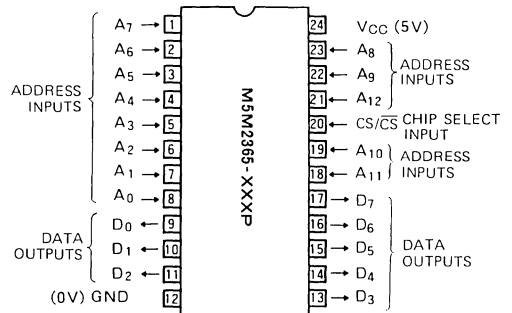 A7 → 1
A6 → 2
A5 → 3
A4 → 4
A3 → 5
A2 → 6
A1 → 7
A0 → 8
ADDRESS
INPUTS
D0 ← 9
D1 ← 10
D2 ← 11
DATA
OUTPUTS
(0V) GND 12
M5M2365-XXXP
24 VCC (5V)
23 ← A8
22 ← A9
21 ← A12
ADDRESS
INPUTS
20 ← CS/C̅S̅ CHIP SELECT
INPUT
19 ← A10
18 ← A11
ADDRESS
INPUTS
17 → D7
16 → D6
15 → D5
14 → D4
13 → D3
DATA
OUTPUTS